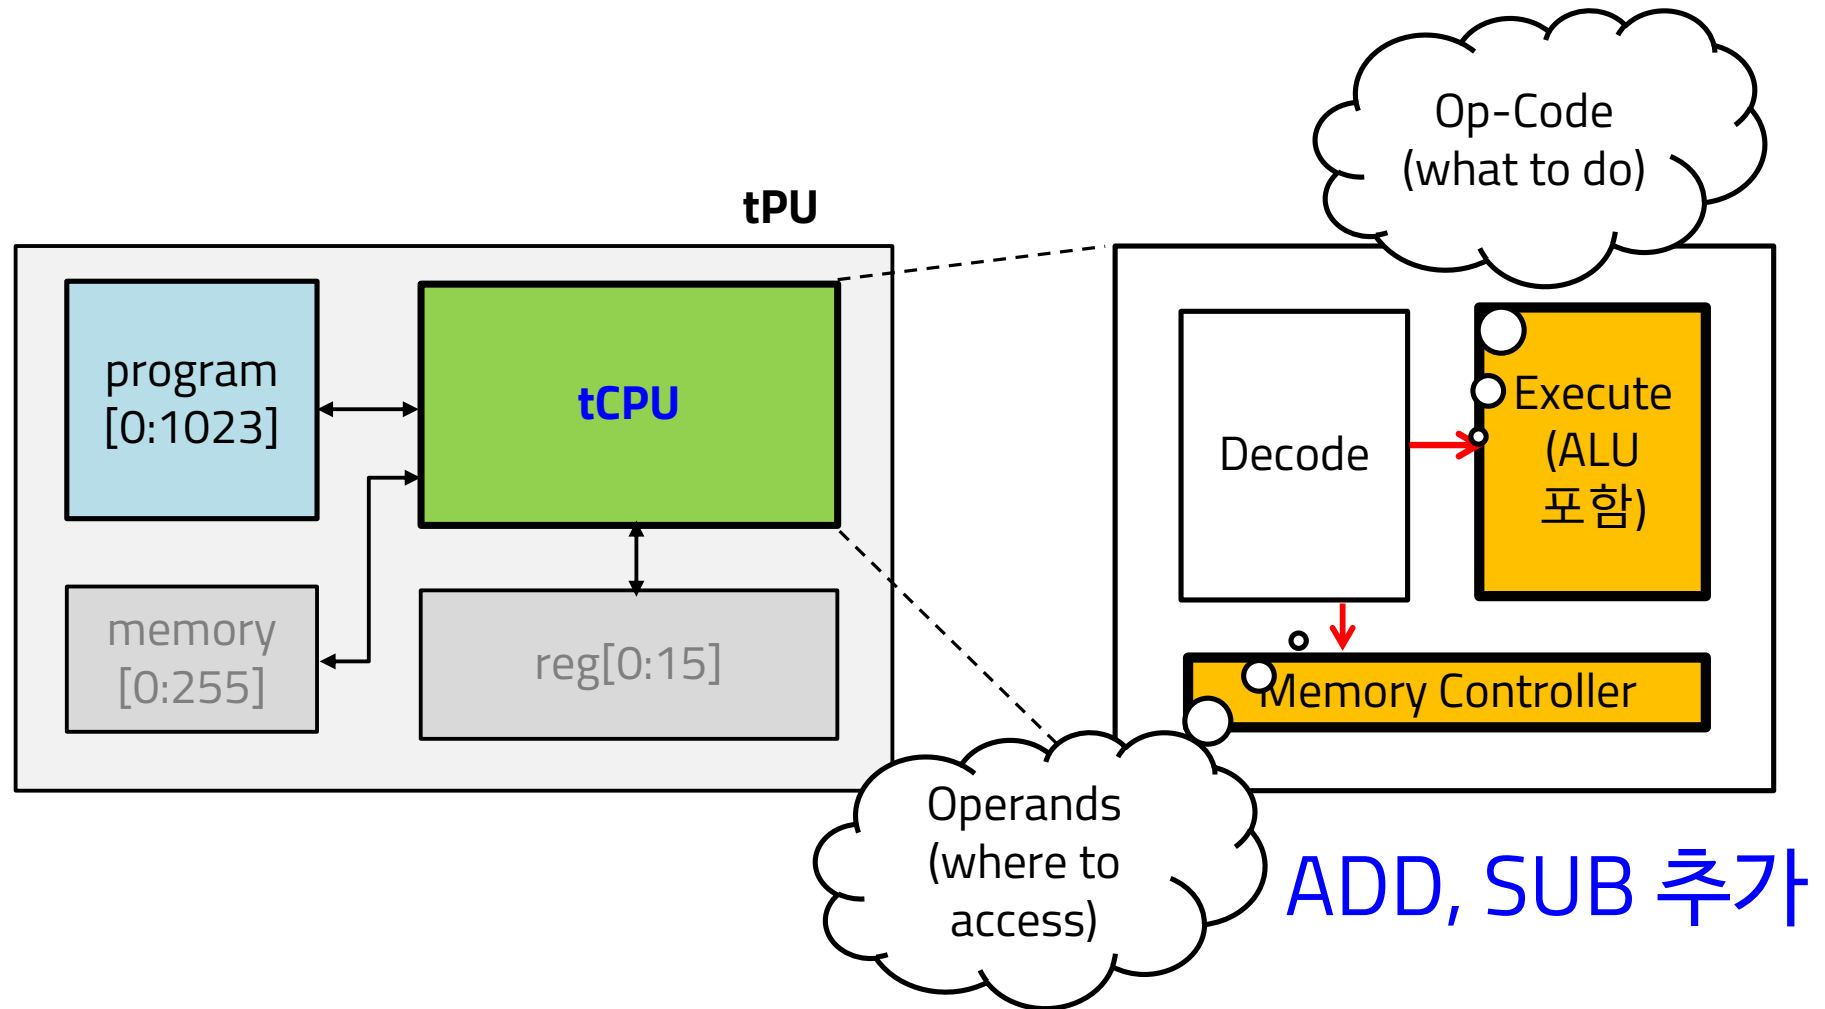 tPU
program
[0:1023]
tCPU
memory
[0:255]
reg[0:15]
Op-Code
(what to do)
Decode
Execute
(ALU
포함)
Memory Controller
Operands
(where to
access)
ADD, SUB 추가